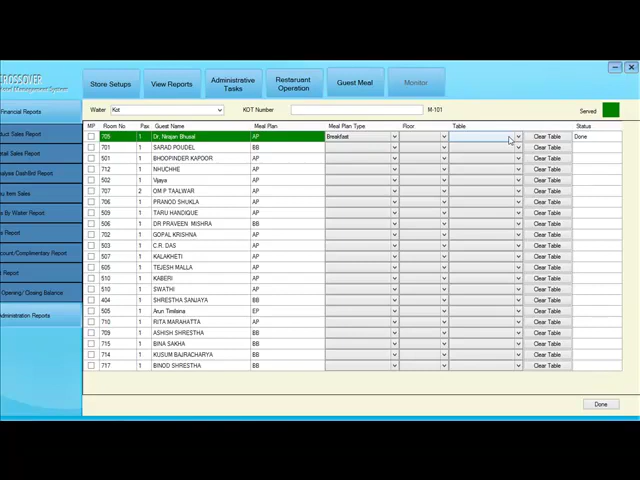 CROSSOVER
Store Setups
View Reports
Administrative Tasks
Restaruant Operation
Guest Meal
Monitor
Financial Reports
Water Kot KOT Number M-101 Served
Room No Pax Guest Name Meal Plan Meal Plan Type Floor Table Status
705 1 Dr. Nirajan Bhusal AP Breakfast Clear Table Done
701 1 SARAD POUDEL BB Clear Table
501 1 BHOOPINDER KAPOOR AP Clear Table
712 1 NHUCHHE AP Clear Table
502 1 Vijaya AP Clear Table
707 2 OM P TAALWAR AP Clear Table
706 1 PRANOD SHUKLA AP Clear Table
509 1 TARU HANDIQUE AP Clear Table
506 1 DR PRAVEEN MISHRA BB Clear Table
702 1 GOPAL KRISHNA AP Clear Table
503 1 C.R. DAS AP Clear Table
507 1 KALAKHETI AP Clear Table
605 1 TEJESH MALLA AP Clear Table
510 1 KABERI AP Clear Table
510 1 SWATHI AP Clear Table
404 1 SHRESTHA SANJAYA BB Clear Table
505 1 Arun Timilsina EP Clear Table
710 1 RITA MARAHATTA AP Clear Table
709 1 ASHISH SHRESTHA BB Clear Table
715 1 BINA SAKHA BB Clear Table
714 1 KUSUM BAJRACHARYA BB Clear Table
717 1 BINOD SHRESTHA BB Clear Table
Sales Report
Sales Report
Report
Item Sales
By Waiter Report
Report
Report
Report
Opening/ Closing Balance
Administration Reports
Done